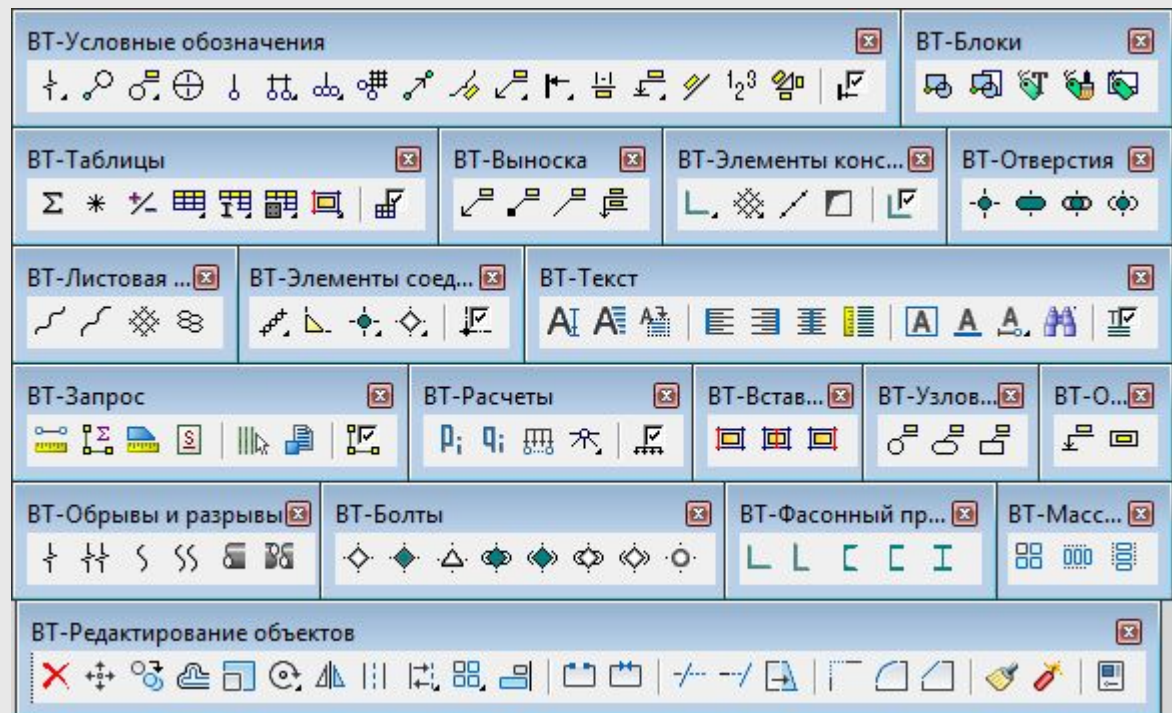 ВТ-Условные обозначения
ВТ-Блоки
ВТ-Таблицы
ВТ-Выноска
ВТ-Элементы конс...
ВТ-Отверстия
ВТ-Листовая ...
ВТ-Элементы соед...
ВТ-Текст
ВТ-Запрос
ВТ-Расчеты
ВТ-Встав...
ВТ-Узлов...
ВТ-О...
ВТ-Обрывы и разрывы
ВТ-Болты
ВТ-Фасонный пр...
ВТ-Масс...
ВТ-Редактирование объектов